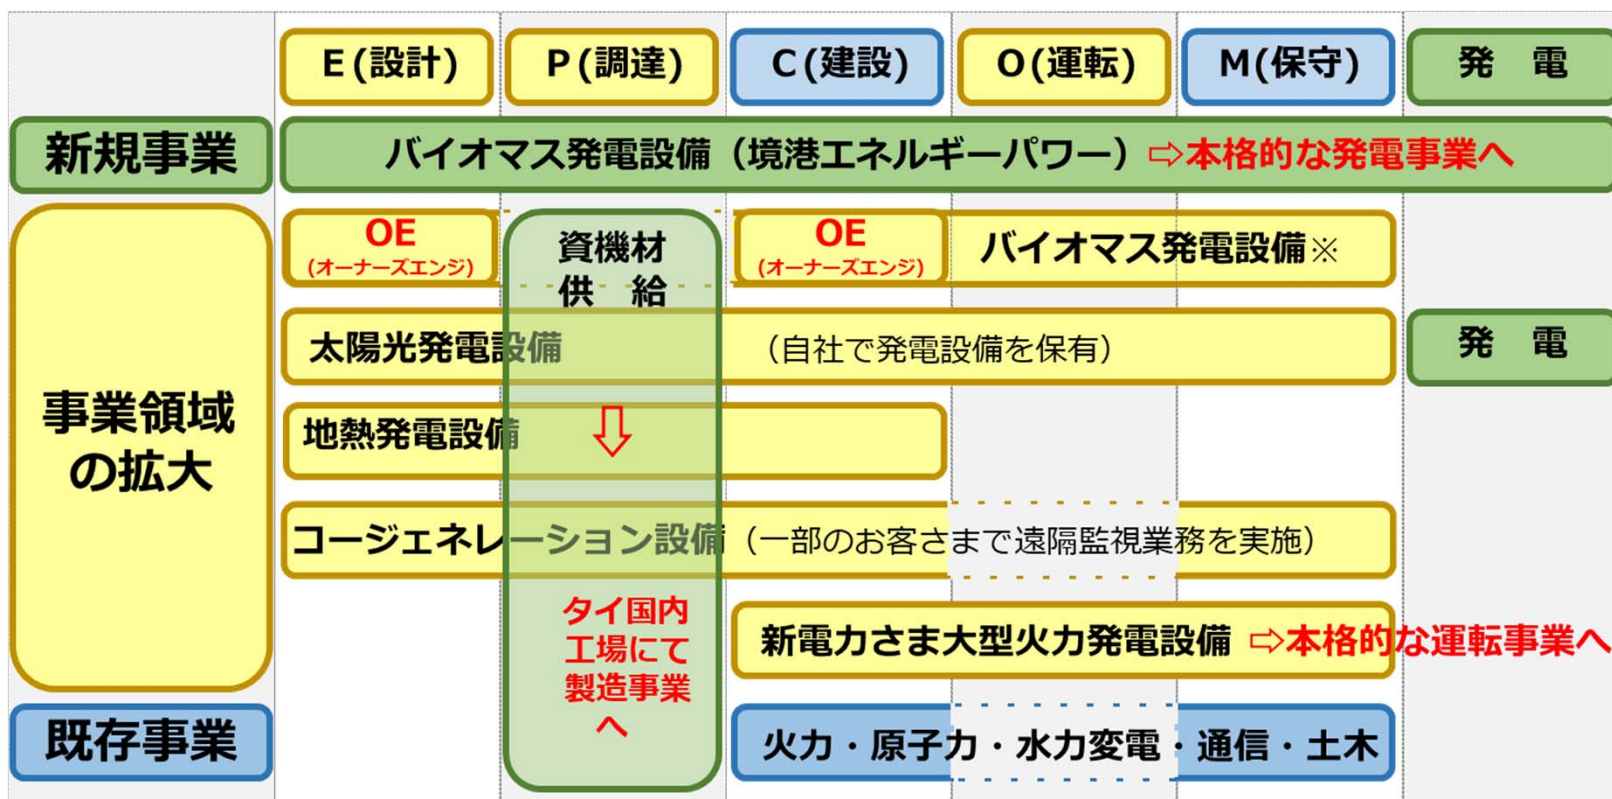 E(設計)
P(調達)
C(建設)
O(運転)
M(保守)
発　電
新規事業
バイオマス発電設備（境港エネルギーパワー）⇨本格的な発電事業へ
事業領域
の拡大
OE
(オーナーズエンジ)
資機材
供　給
OE
(オーナーズエンジ)
バイオマス発電設備※
太陽光発電設備
（自社で発電設備を保有）
発　電
地熱発電設備
コージェネレーション設備（一部のお客さまで遠隔監視業務を実施）
タイ国内
工場にて
製造事業
へ
新電力さま大型火力発電設備 ⇨本格的な運転事業へ
既存事業
火力・原子力・水力変電・通信・土木